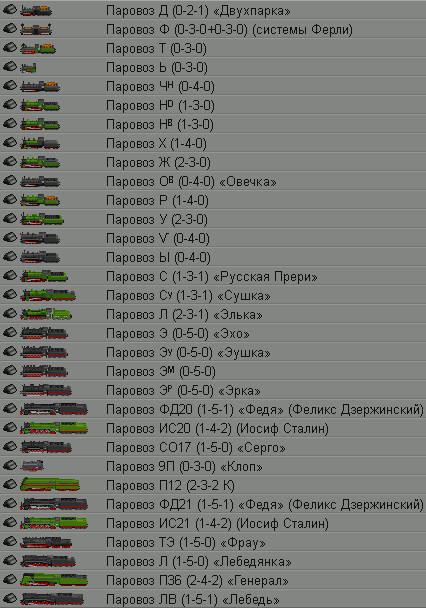 Паровоз Д (0-2-1) «Двухпарка»
Паровоз Ф (0-3-0+0-3-0) (системы Ферли)
Паровоз Т (0-3-0)
Паровоз Ь (0-3-0)
Паровоз Чᴴ (0-4-0)
Паровоз Нᴰ (1-3-0)
Паровоз Нᴮ (1-3-0)
Паровоз Х (1-4-0)
Паровоз Ж (2-3-0)
Паровоз Оᴮ (0-4-0) «Овечка»
Паровоз Р (1-4-0)
Паровоз У (2-3-0)
Паровоз Ѵ (0-4-0)
Паровоз Ы (0-4-0)
Паровоз С (1-3-1) «Русская Прери»
Паровоз Су (1-3-1) «Сушка»
Паровоз Л (2-3-1) «Элька»
Паровоз Э (0-5-0) «Эхо»
Паровоз Эу (0-5-0) «Эушка»
Паровоз Эᴹ (0-5-0)
Паровоз Эᴾ (0-5-0) «Эрка»
Паровоз ФД20 (1-5-1) «Федя» (Феликс Дзержинский)
Паровоз ИС20 (1-4-2) (Иосиф Сталин)
Паровоз СО17 (1-5-0) «Серго»
Паровоз 9П (0-3-0) «Клоп»
Паровоз П12 (2-3-2 К)
Паровоз ФД21 (1-5-1) «Федя» (Феликс Дзержинский)
Паровоз ИС21 (1-4-2) (Иосиф Сталин)
Паровоз ТЭ (1-5-0) «Фрау»
Паровоз Л (1-5-0) «Лебедянка»
Паровоз П36 (2-4-2) «Генерал»
Паровоз ЛВ (1-5-1) «Лебедь»